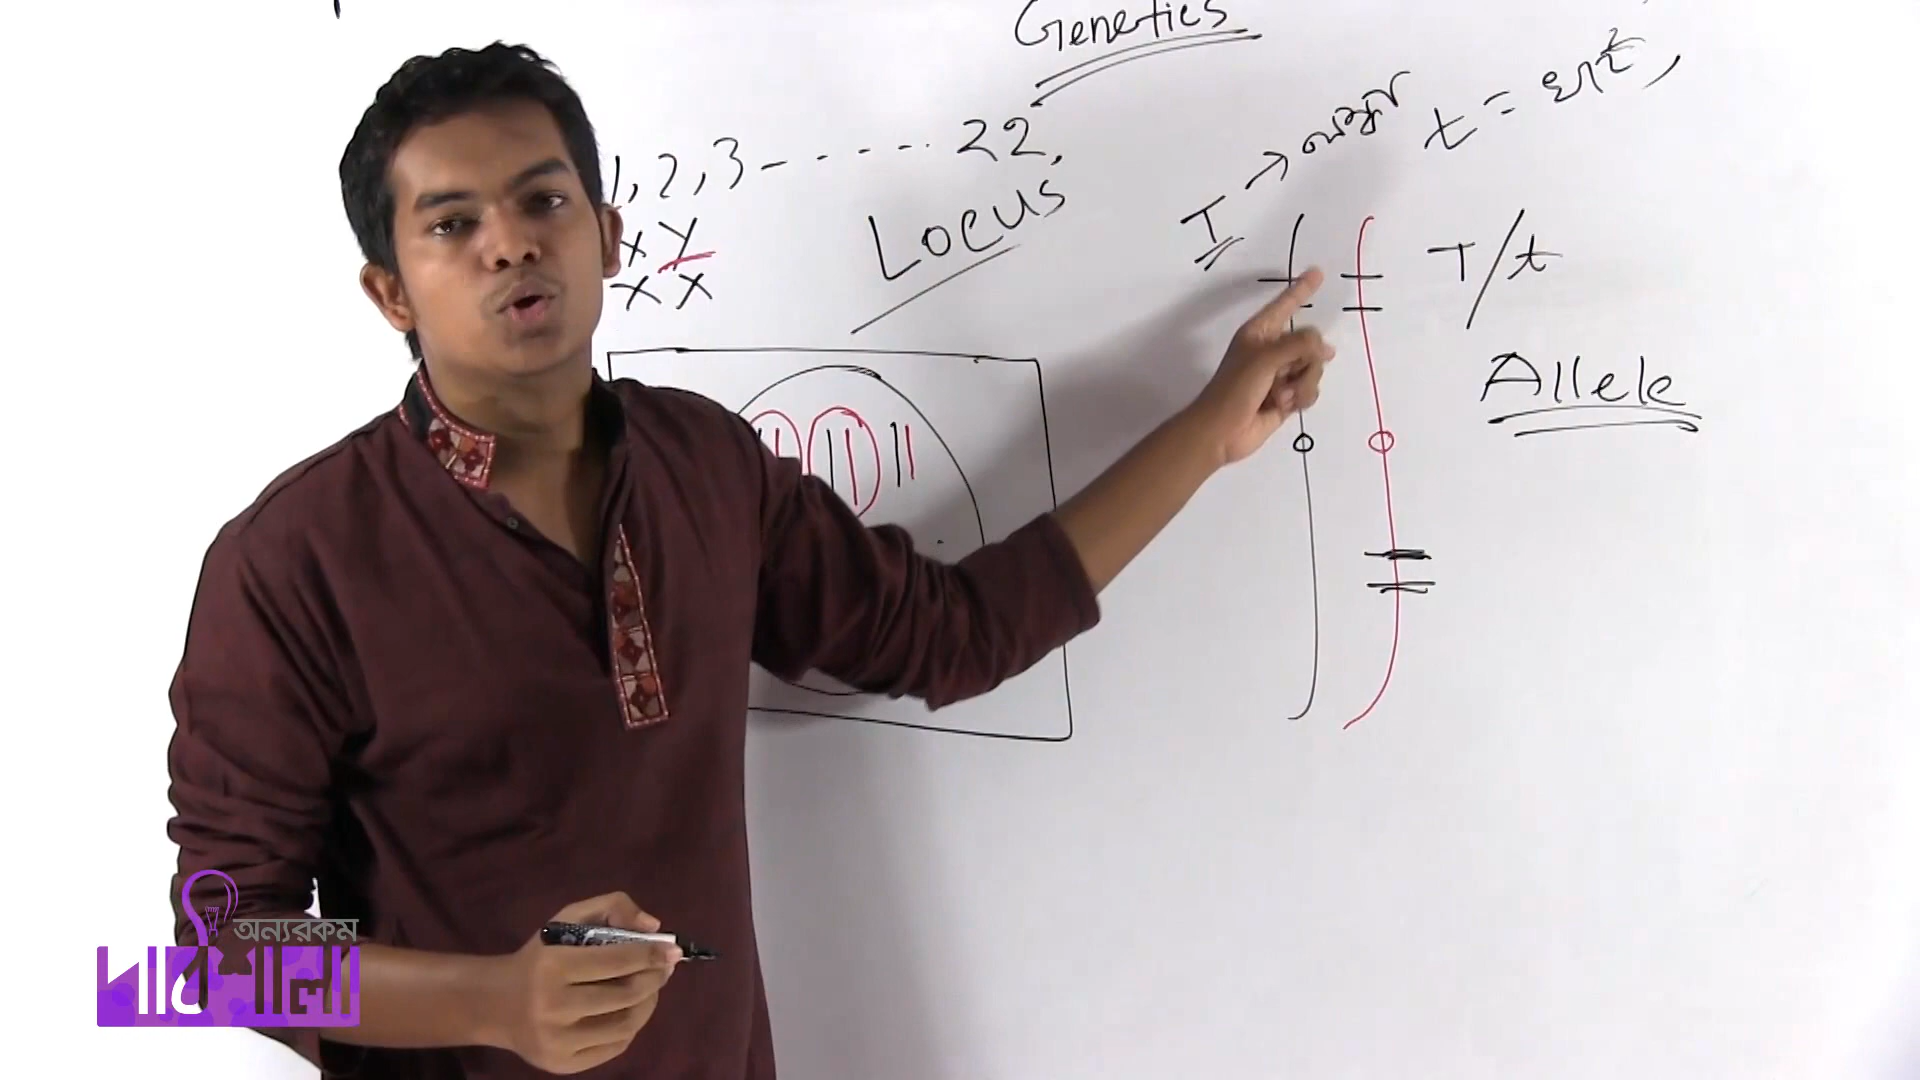 Genetics
1, 2, 3 - - - - - 22,
XY
XX
Locus
T → লম্বা
t = খাট,
T/t
Allele
অন্যরকম
পাঠশালা